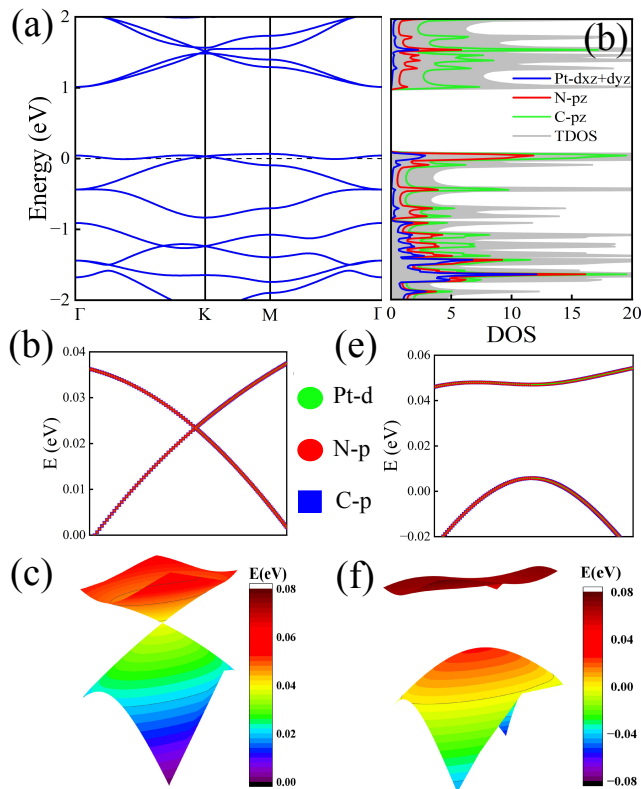 (a)
2
1
0
−1
−2
Energy (eV)
Γ
K
M
Γ
(b)
Pt-dxz+dyz
N-pz
C-pz
TDOS
0
5
10
15
20
DOS
(b)
0.04
0.03
0.02
0.01
0.00
E (eV)
Pt-d
N-p
C-p
(e)
0.06
0.04
0.02
0.00
−0.02
E (eV)
(c)
E(eV)
0.08
0.06
0.04
0.02
0.00
(f)
E(eV)
0.08
0.04
0.00
−0.04
−0.08